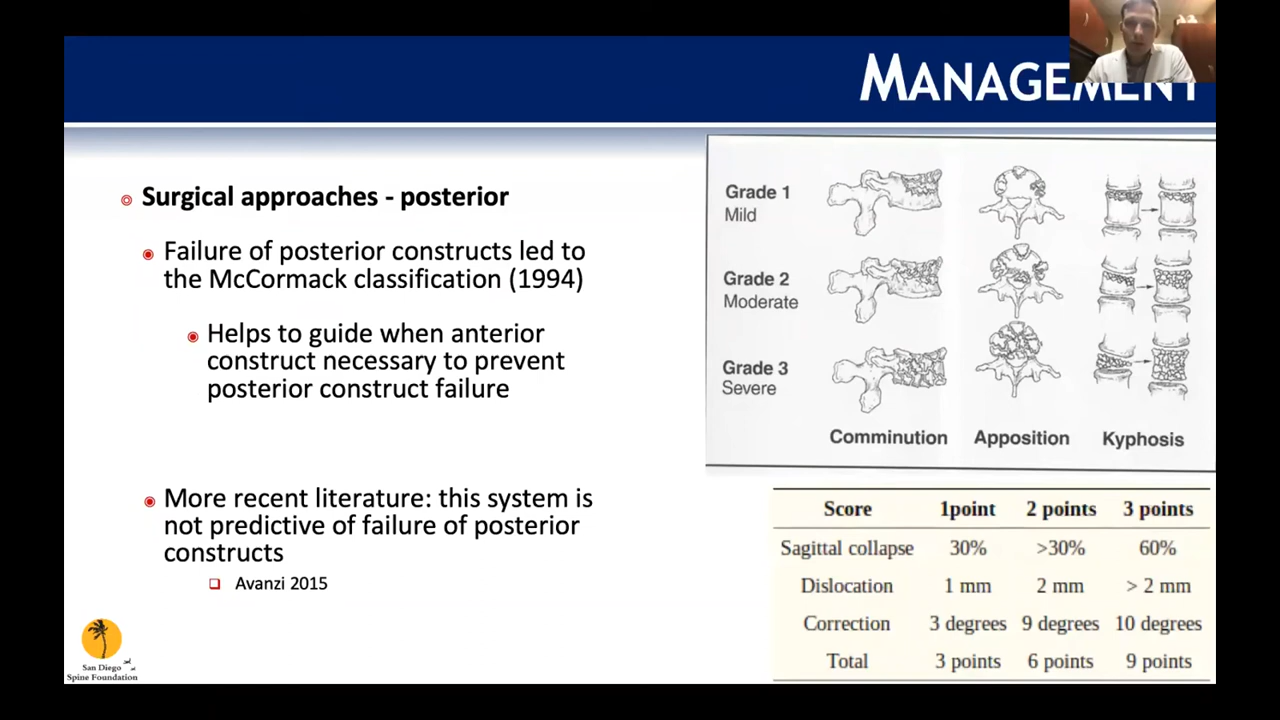 MANAGEMENT
Surgical approaches - posterior
Failure of posterior constructs led to
the McCormack classification (1994)
Helps to guide when anterior
construct necessary to prevent
posterior construct failure
More recent literature: this system is
not predictive of failure of posterior
constructs
Avanzi 2015
Grade 1
Mild
Grade 2
Moderate
Grade 3
Severe
Comminution Apposition Kyphosis
Score 1point 2 points 3 points
Sagittal collapse 30% >30% 60%
Dislocation 1 mm 2 mm > 2 mm
Correction 3 degrees 9 degrees 10 degrees
Total 3 points 6 points 9 points
San Diego
Spine Foundation